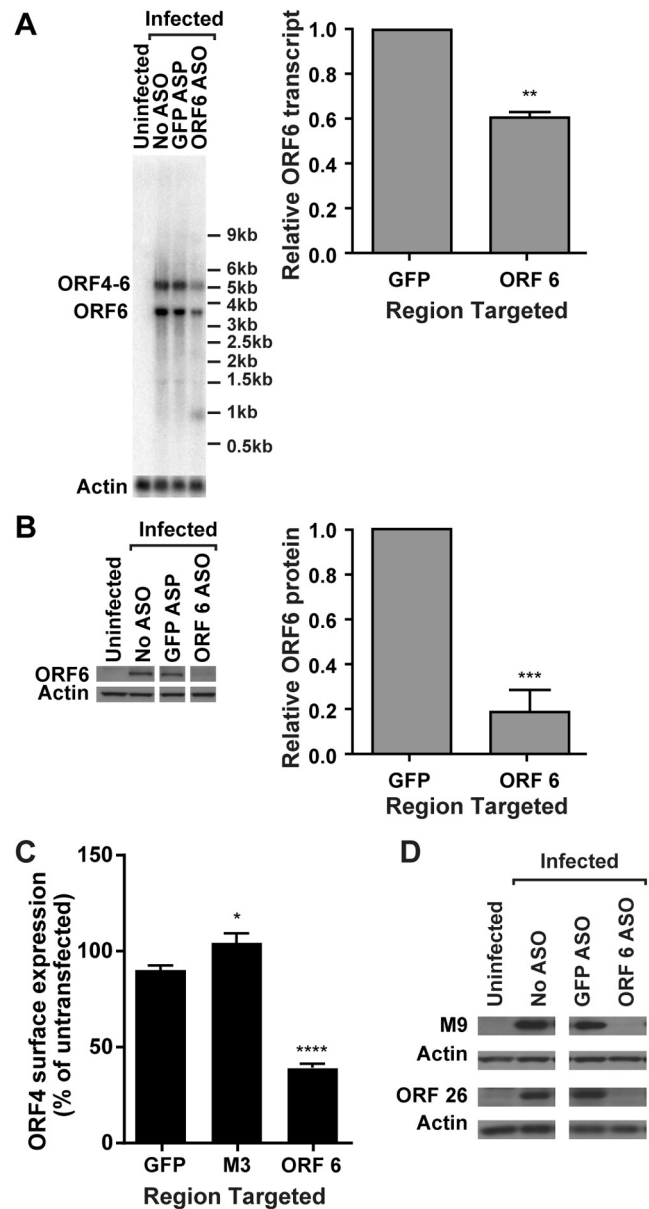 A
Infected
Uninfected
No ASO
GFP ASP
ORF6 ASO
ORF4-6
ORF6
9kb
6kb
5kb
4kb
3kb
2.5kb
2kb
1.5kb
1kb
0.5kb
Actin
Relative ORF6 transcript
1.0
0.8
0.6
0.4
0.2
0.0
**
GFP
ORF 6
Region Targeted
B
Infected
Uninfected
No ASO
GFP ASP
ORF 6 ASO
ORF6
Actin
Relative ORF6 protein
1.0
0.8
0.6
0.4
0.2
0.0
***
GFP
ORF 6
Region Targeted
C
ORF4 surface expression
(% of untransfected)
150
100
50
0
*
****
GFP
M3
ORF 6
Region Targeted
D
Infected
Uninfected
No ASO
GFP ASO
ORF 6 ASO
M9
Actin
ORF 26
Actin